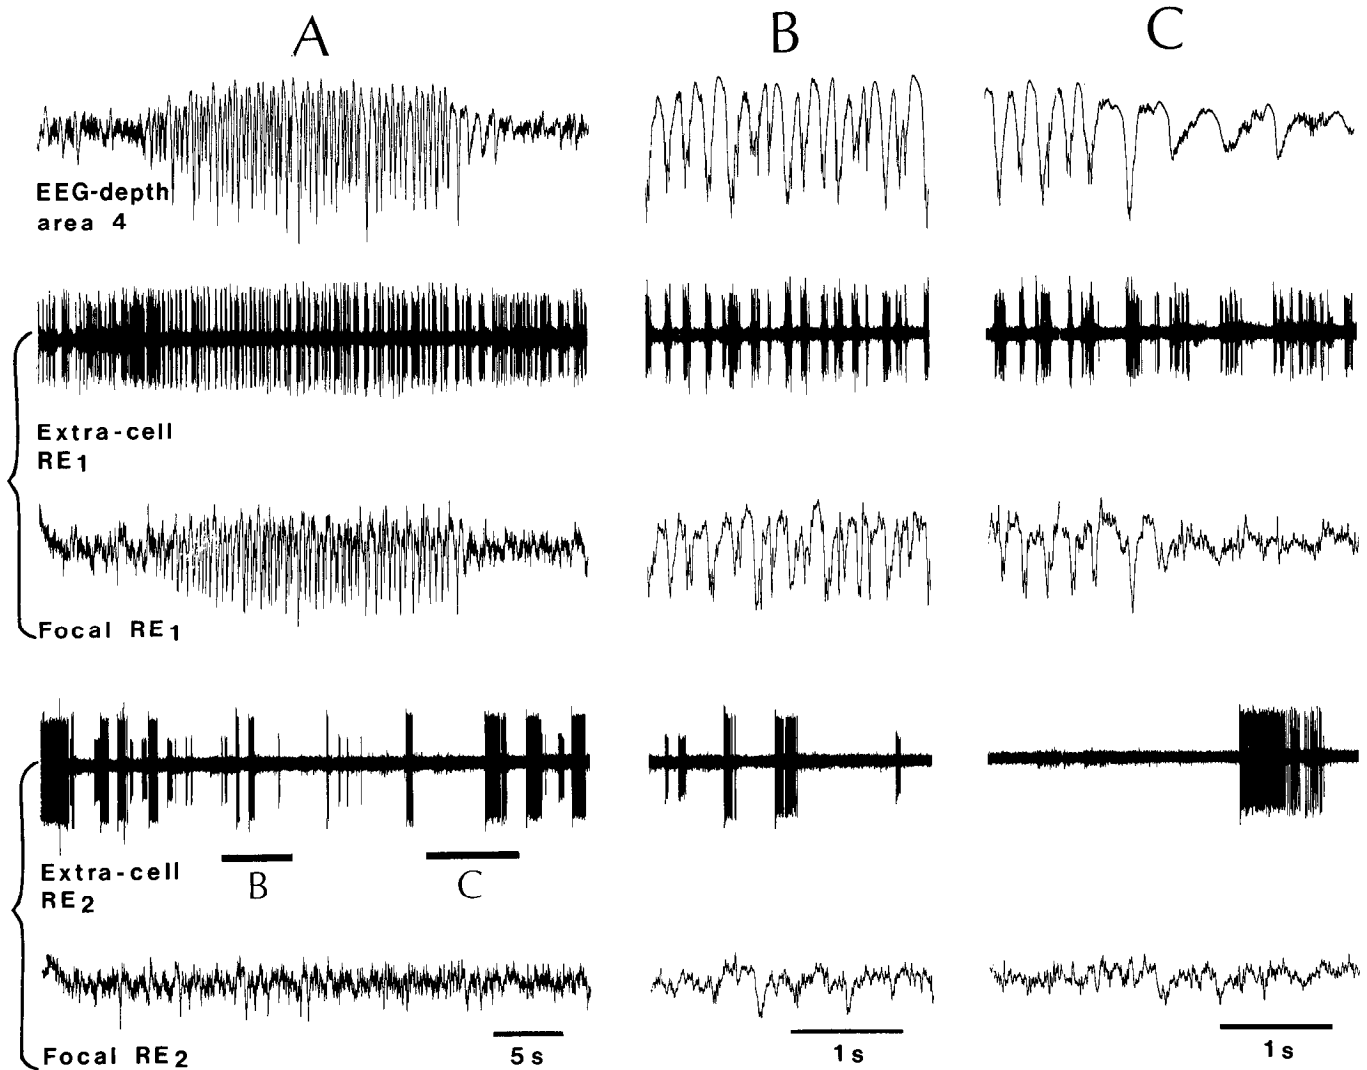 A
B
C
EEG-depth
area 4
Extra-cell
RE1
Focal RE1
Extra-cell
RE2
B
C
Focal RE2
5 s
1 s
1 s